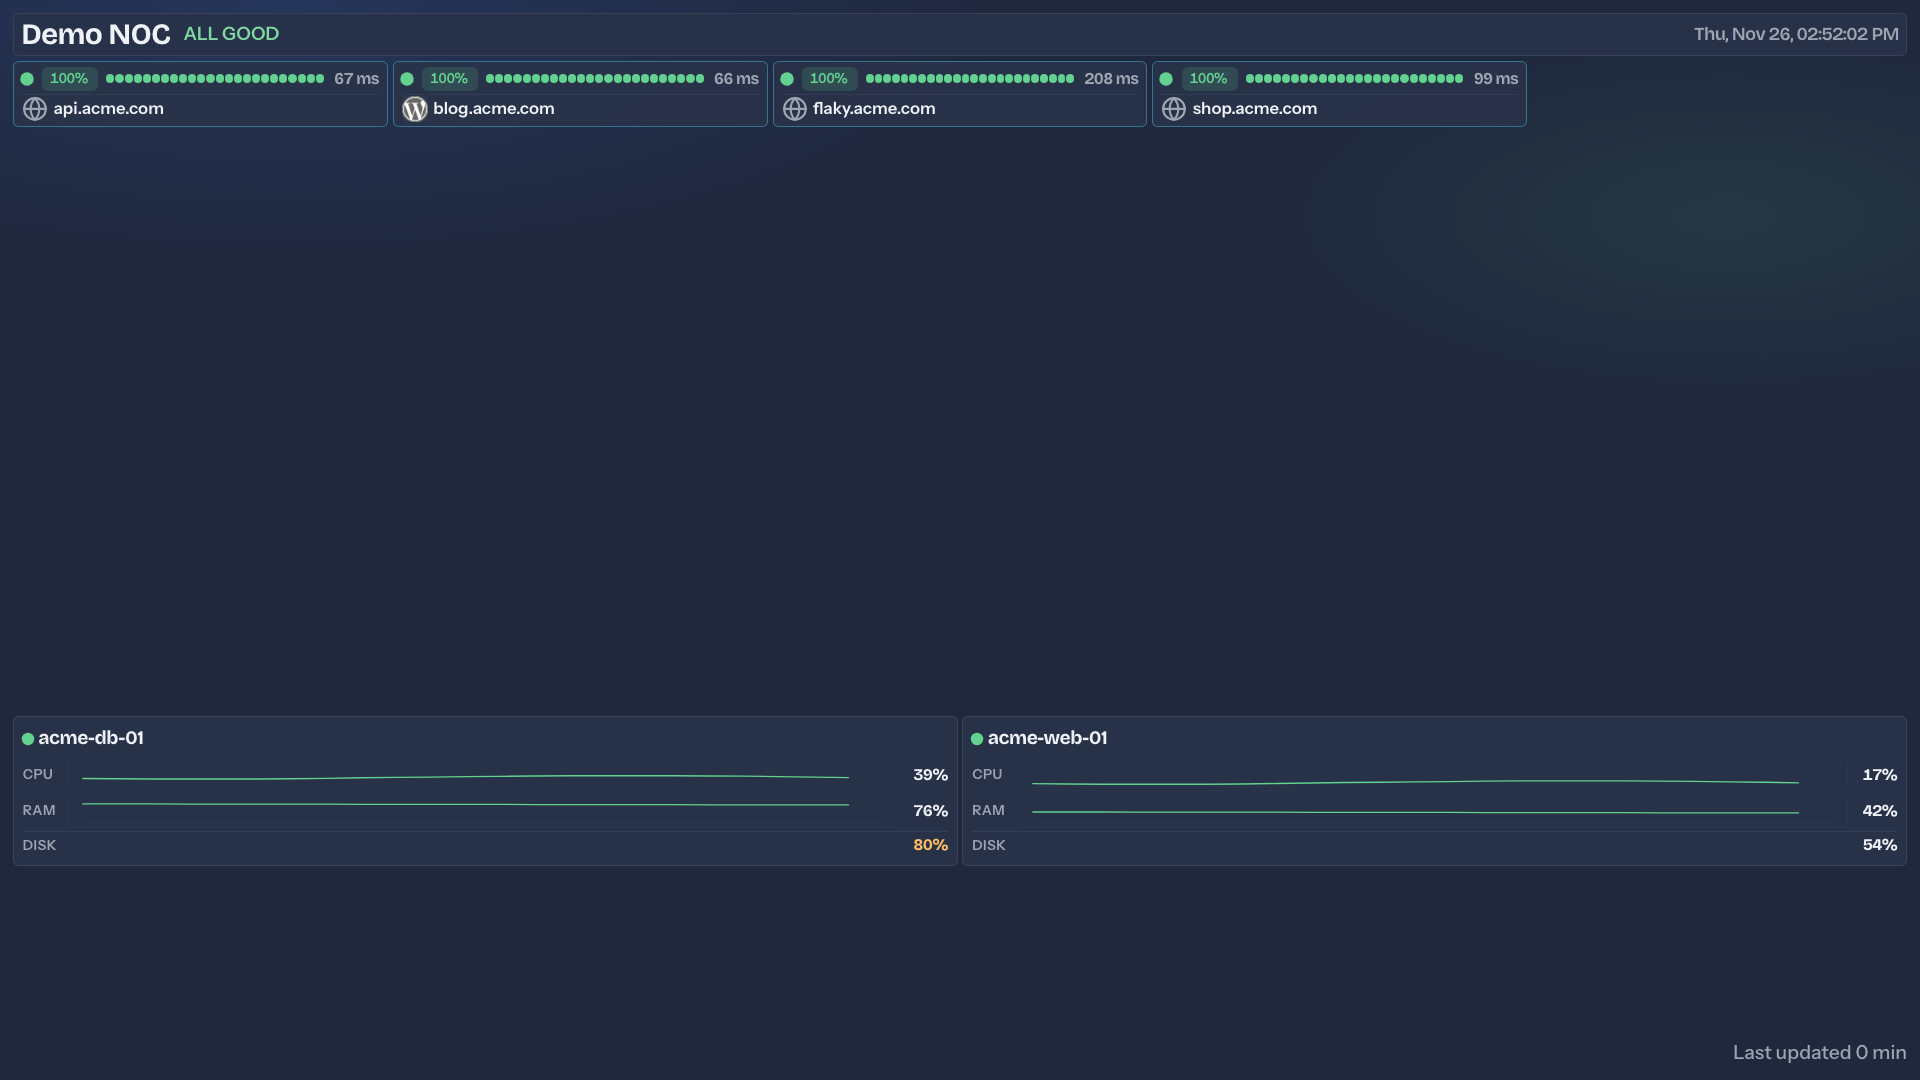 Demo NOC ALL GOOD Thu, Nov 26, 02:52:02 PM
100% 67 ms
api.acme.com
100% 66 ms
blog.acme.com
100% 208 ms
flaky.acme.com
100% 99 ms
shop.acme.com
acme-db-01
CPU 39%
RAM 76%
DISK 80%
acme-web-01
CPU 17%
RAM 42%
DISK 54%
Last updated 0 min